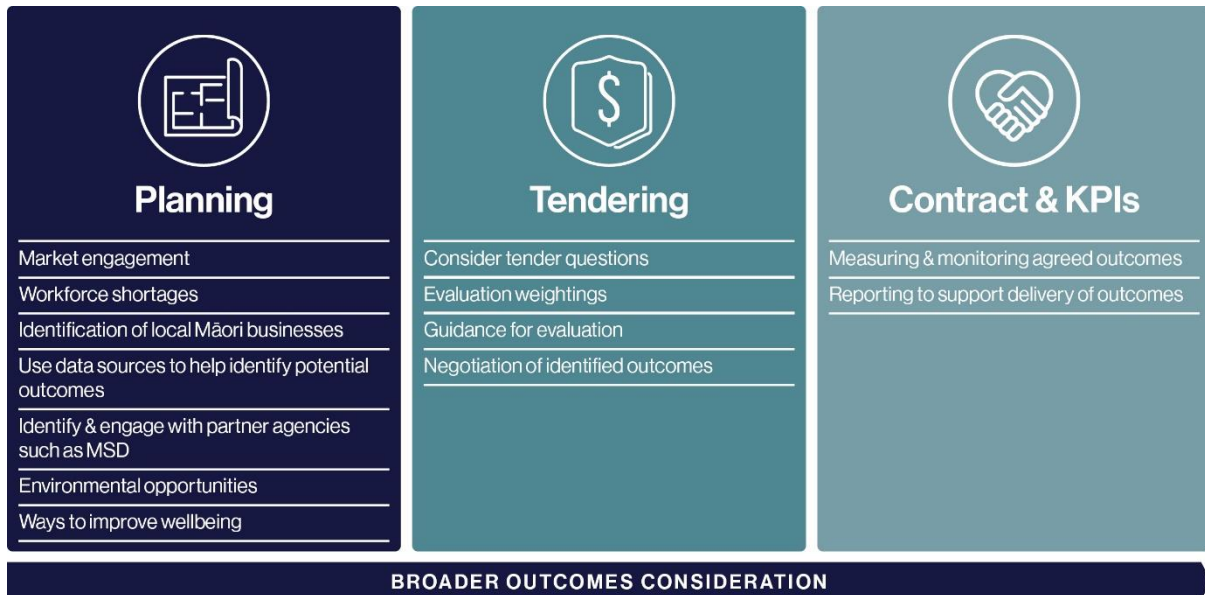 Planning
Market engagement
Workforce shortages
Identification of local Māori businesses
Use data sources to help identify potential
outcomes
Identify & engage with partner agencies
such as MSD
Environmental opportunities
Ways to improve wellbeing
$
Tendering
Consider tender questions
Evaluation weightings
Guidance for evaluation
Negotiation of identified outcomes
Contract & KPIs
Measuring & monitoring agreed outcomes
Reporting to support delivery of outcomes
BROADER OUTCOMES CONSIDERATION